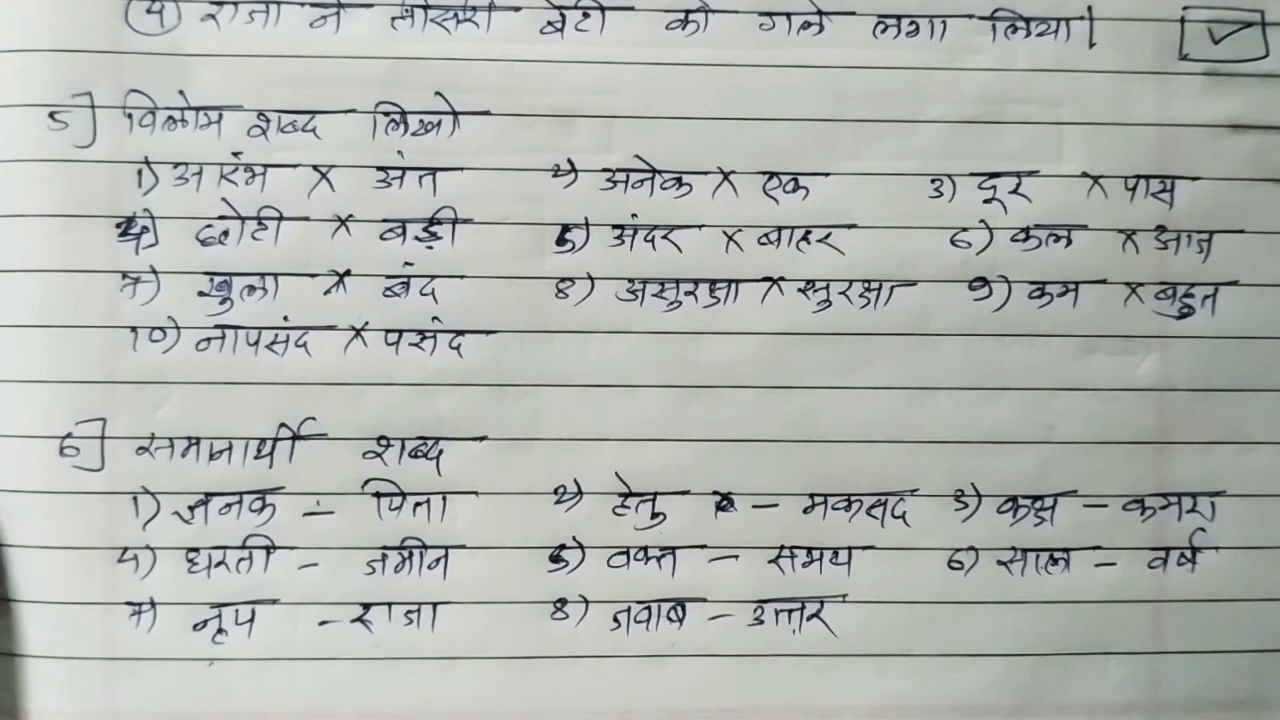 (4) राजा ने तीसरी बेटी को गले लगा लिया|
5] विलोम शब्द लिखो
1) अरंभ x अंत 2) अनेक x एक 3) दूर x पास
4) छोटी x बड़ी 5) अंदर x बाहर 6) कल x आज
7) खुला x बंद 8) असुरक्षा x सुरक्षा 9) कम x बहुत
10) नापसंद x पसंद
6] समानार्थी शब्द
1) जनक - पिता 2) हेतु - मकसद 3) कक्ष - कमरा
4) धरती - जमीन 5) वक्त - समय 6) साल - वर्ष
7) नृप - राजा 8) जवाब - उत्तर